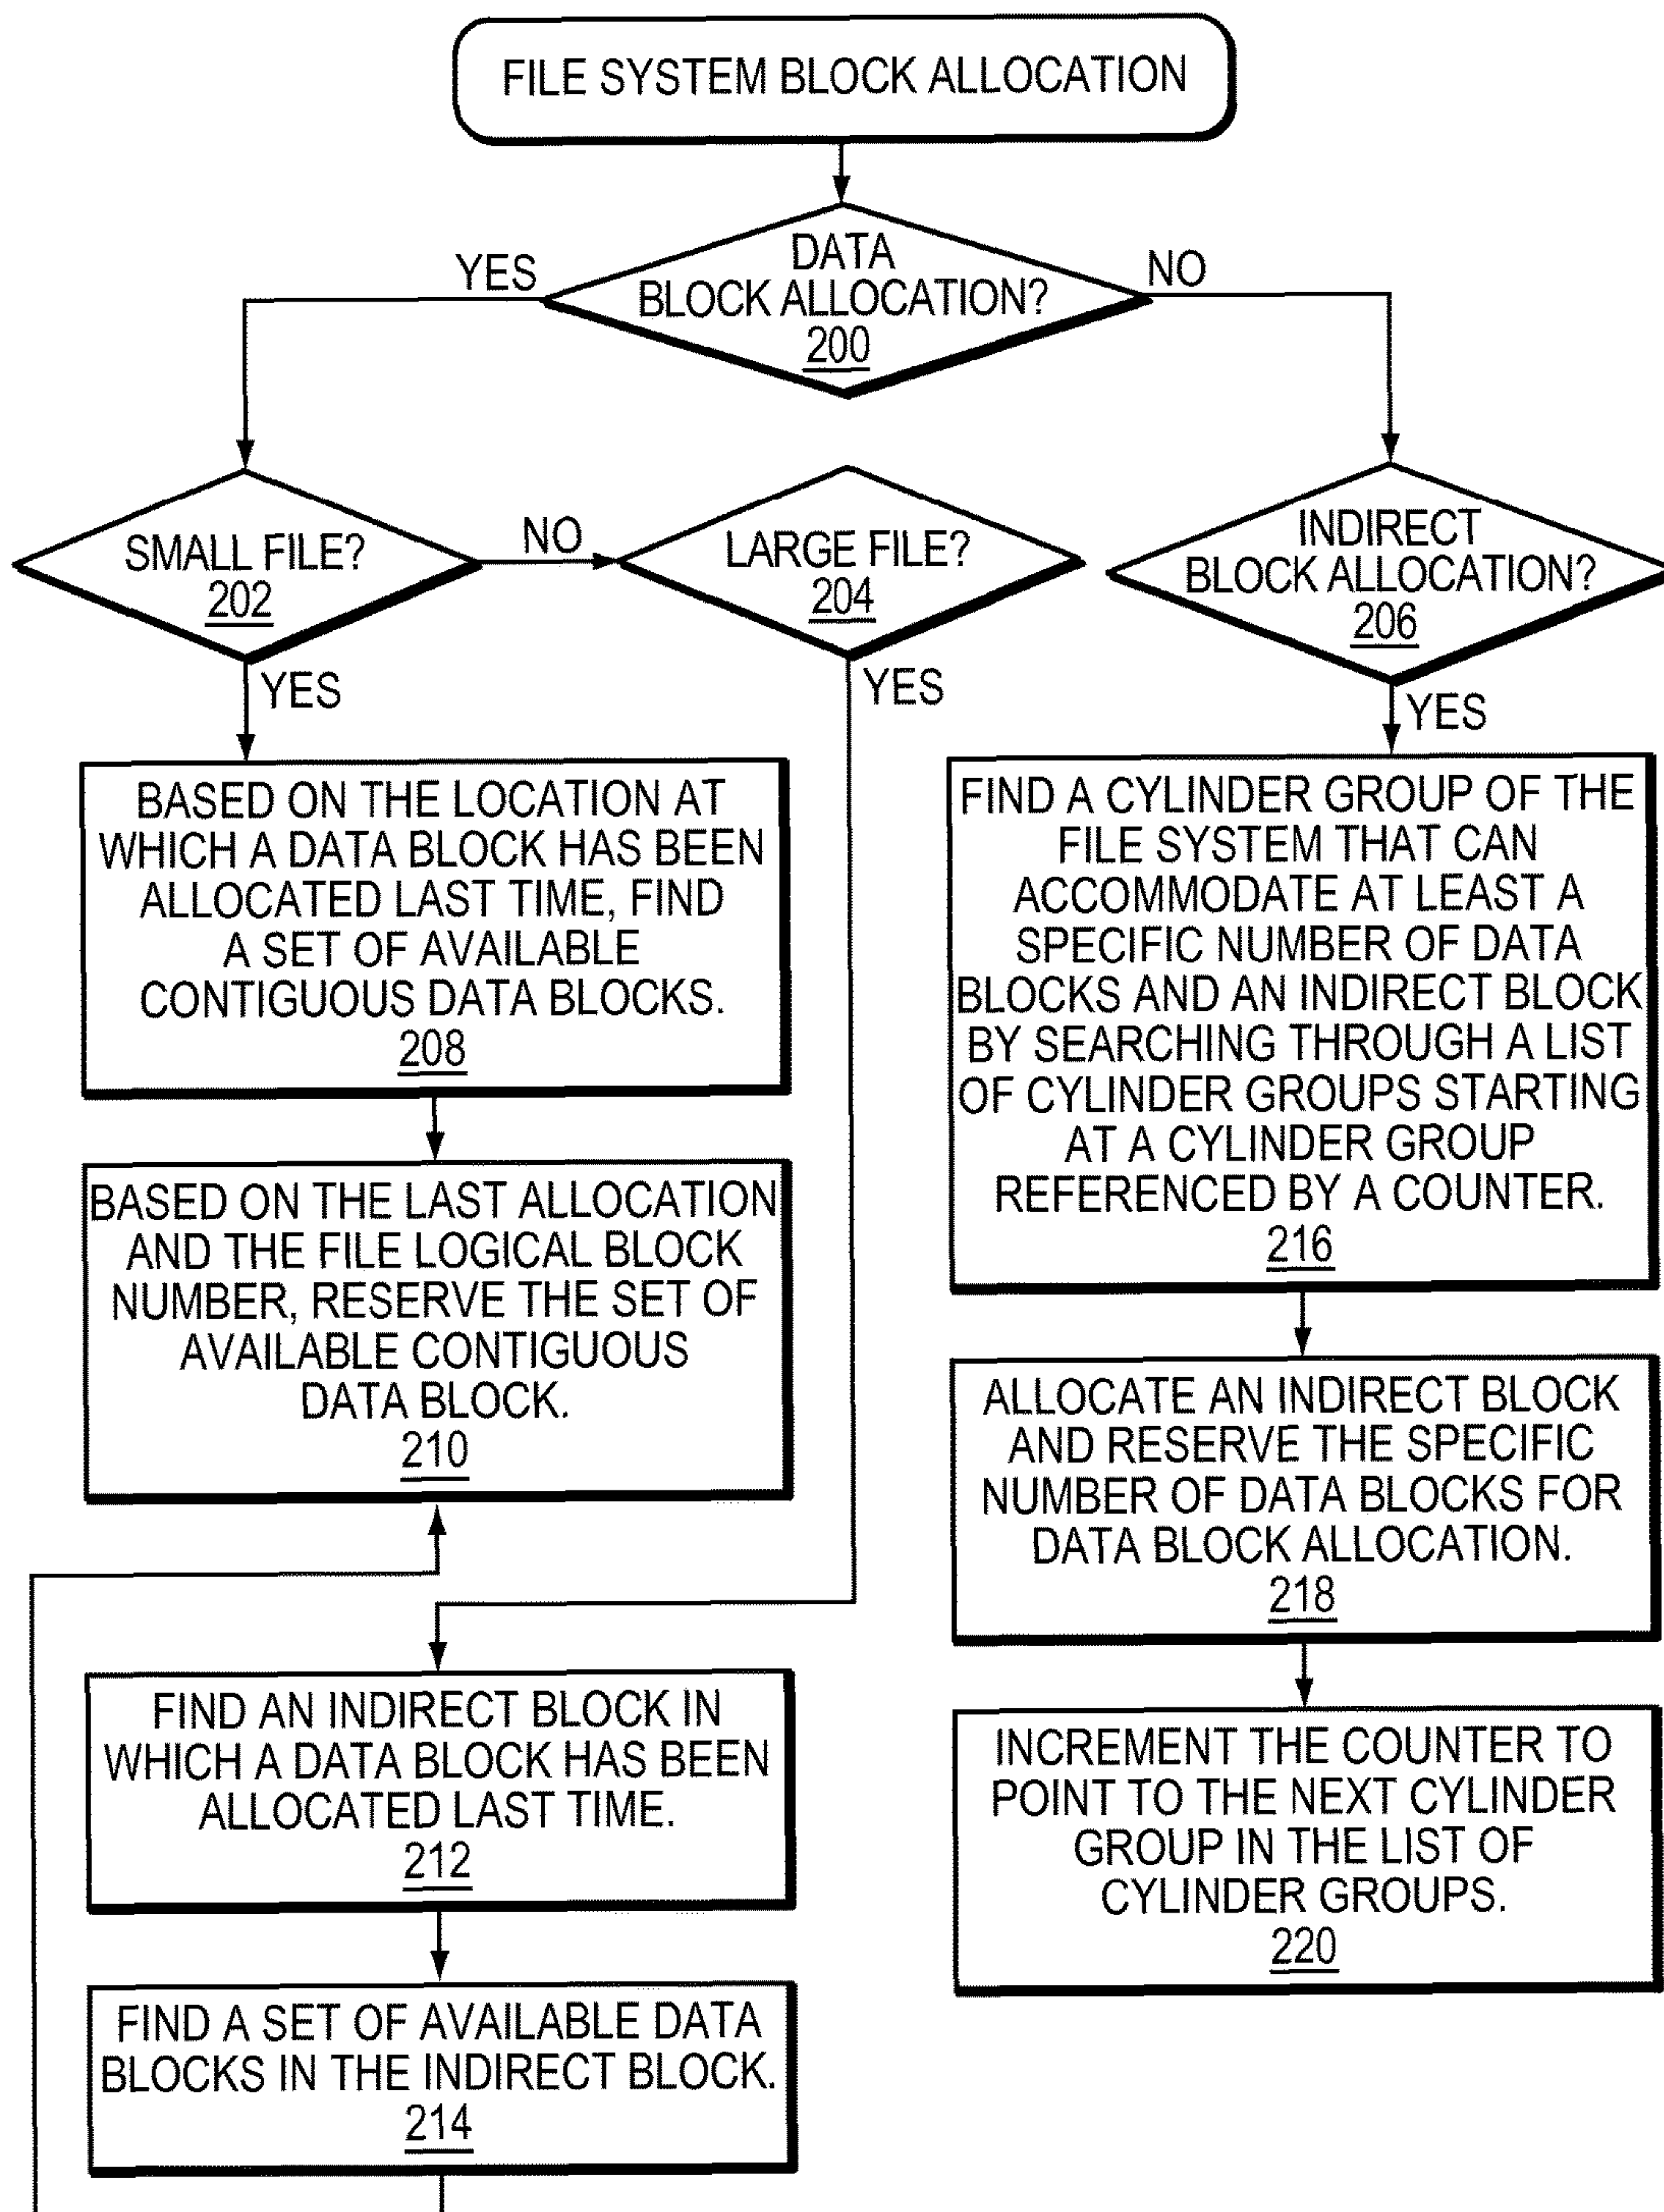 FILE SYSTEM BLOCK ALLOCATION
DATA
BLOCK ALLOCATION?
200
YES
NO
SMALL FILE?
202
NO
LARGE FILE?
204
INDIRECT
BLOCK ALLOCATION?
206
YES
YES
YES
BASED ON THE LOCATION AT
WHICH A DATA BLOCK HAS BEEN
ALLOCATED LAST TIME, FIND
A SET OF AVAILABLE
CONTIGUOUS DATA BLOCKS.
208
BASED ON THE LAST ALLOCATION
AND THE FILE LOGICAL BLOCK
NUMBER, RESERVE THE SET OF
AVAILABLE CONTIGUOUS
DATA BLOCK.
210
FIND AN INDIRECT BLOCK IN
WHICH A DATA BLOCK HAS BEEN
ALLOCATED LAST TIME.
212
FIND A SET OF AVAILABLE DATA
BLOCKS IN THE INDIRECT BLOCK.
214
FIND A CYLINDER GROUP OF THE
FILE SYSTEM THAT CAN
ACCOMMODATE AT LEAST A
SPECIFIC NUMBER OF DATA
BLOCKS AND AN INDIRECT BLOCK
BY SEARCHING THROUGH A LIST
OF CYLINDER GROUPS STARTING
AT A CYLINDER GROUP
REFERENCED BY A COUNTER.
216
ALLOCATE AN INDIRECT BLOCK
AND RESERVE THE SPECIFIC
NUMBER OF DATA BLOCKS FOR
DATA BLOCK ALLOCATION.
218
INCREMENT THE COUNTER TO
POINT TO THE NEXT CYLINDER
GROUP IN THE LIST OF
CYLINDER GROUPS.
220